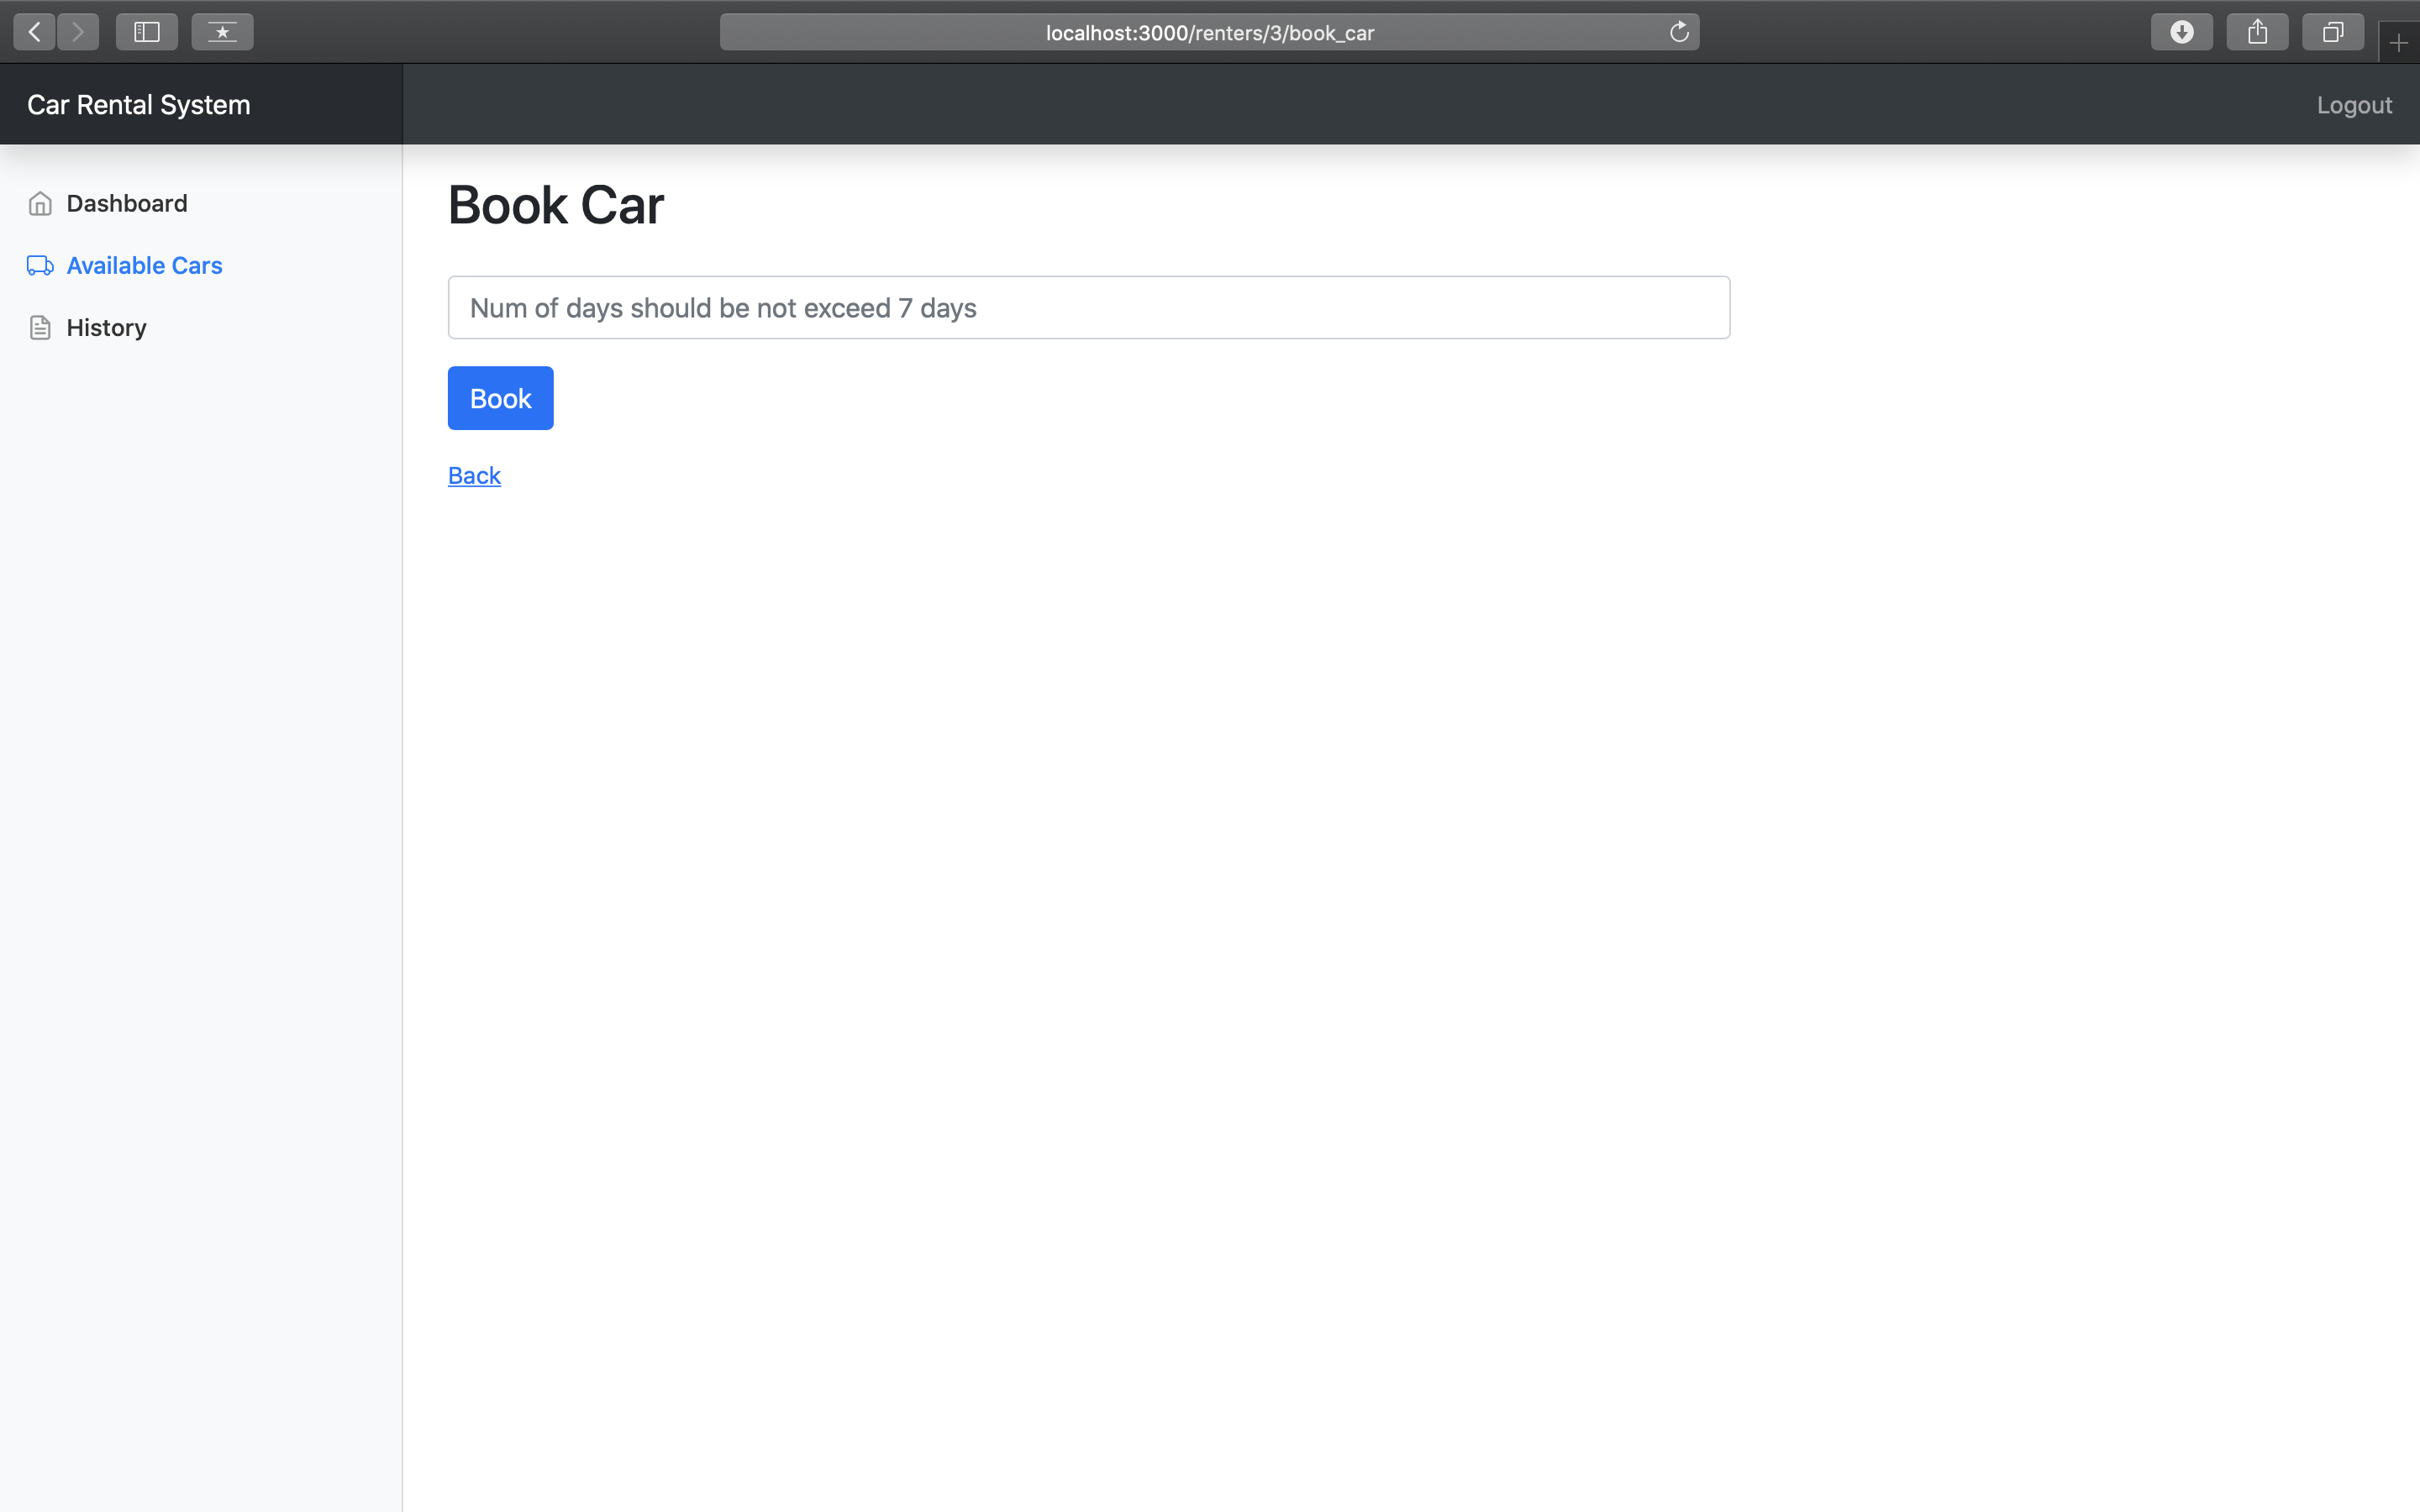 localhost:3000/renters/3/book_car
Car Rental System
Logout
Dashboard
Available Cars
History
Book Car
Num of days should be not exceed 7 days
Book
Back